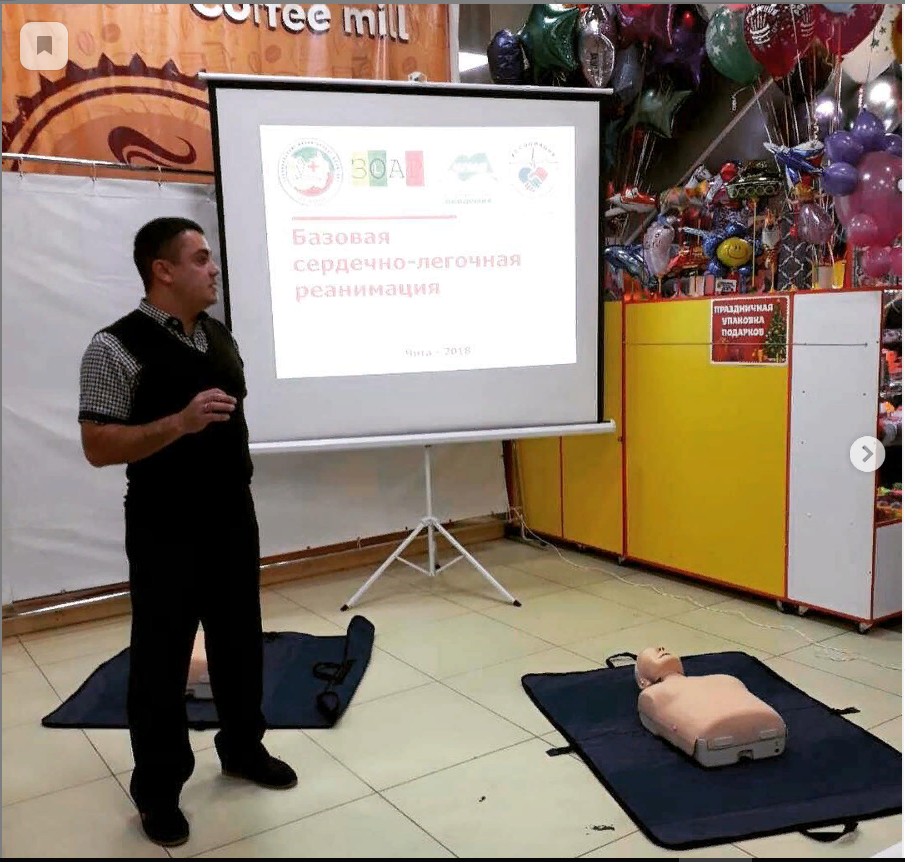 Coffee mill
ЗОАР
Базовая
сердечно-легочная
реанимация
Чита - 2018
ПРАЗДНИЧНАЯ
УПАКОВКА
ПОДАРКОВ